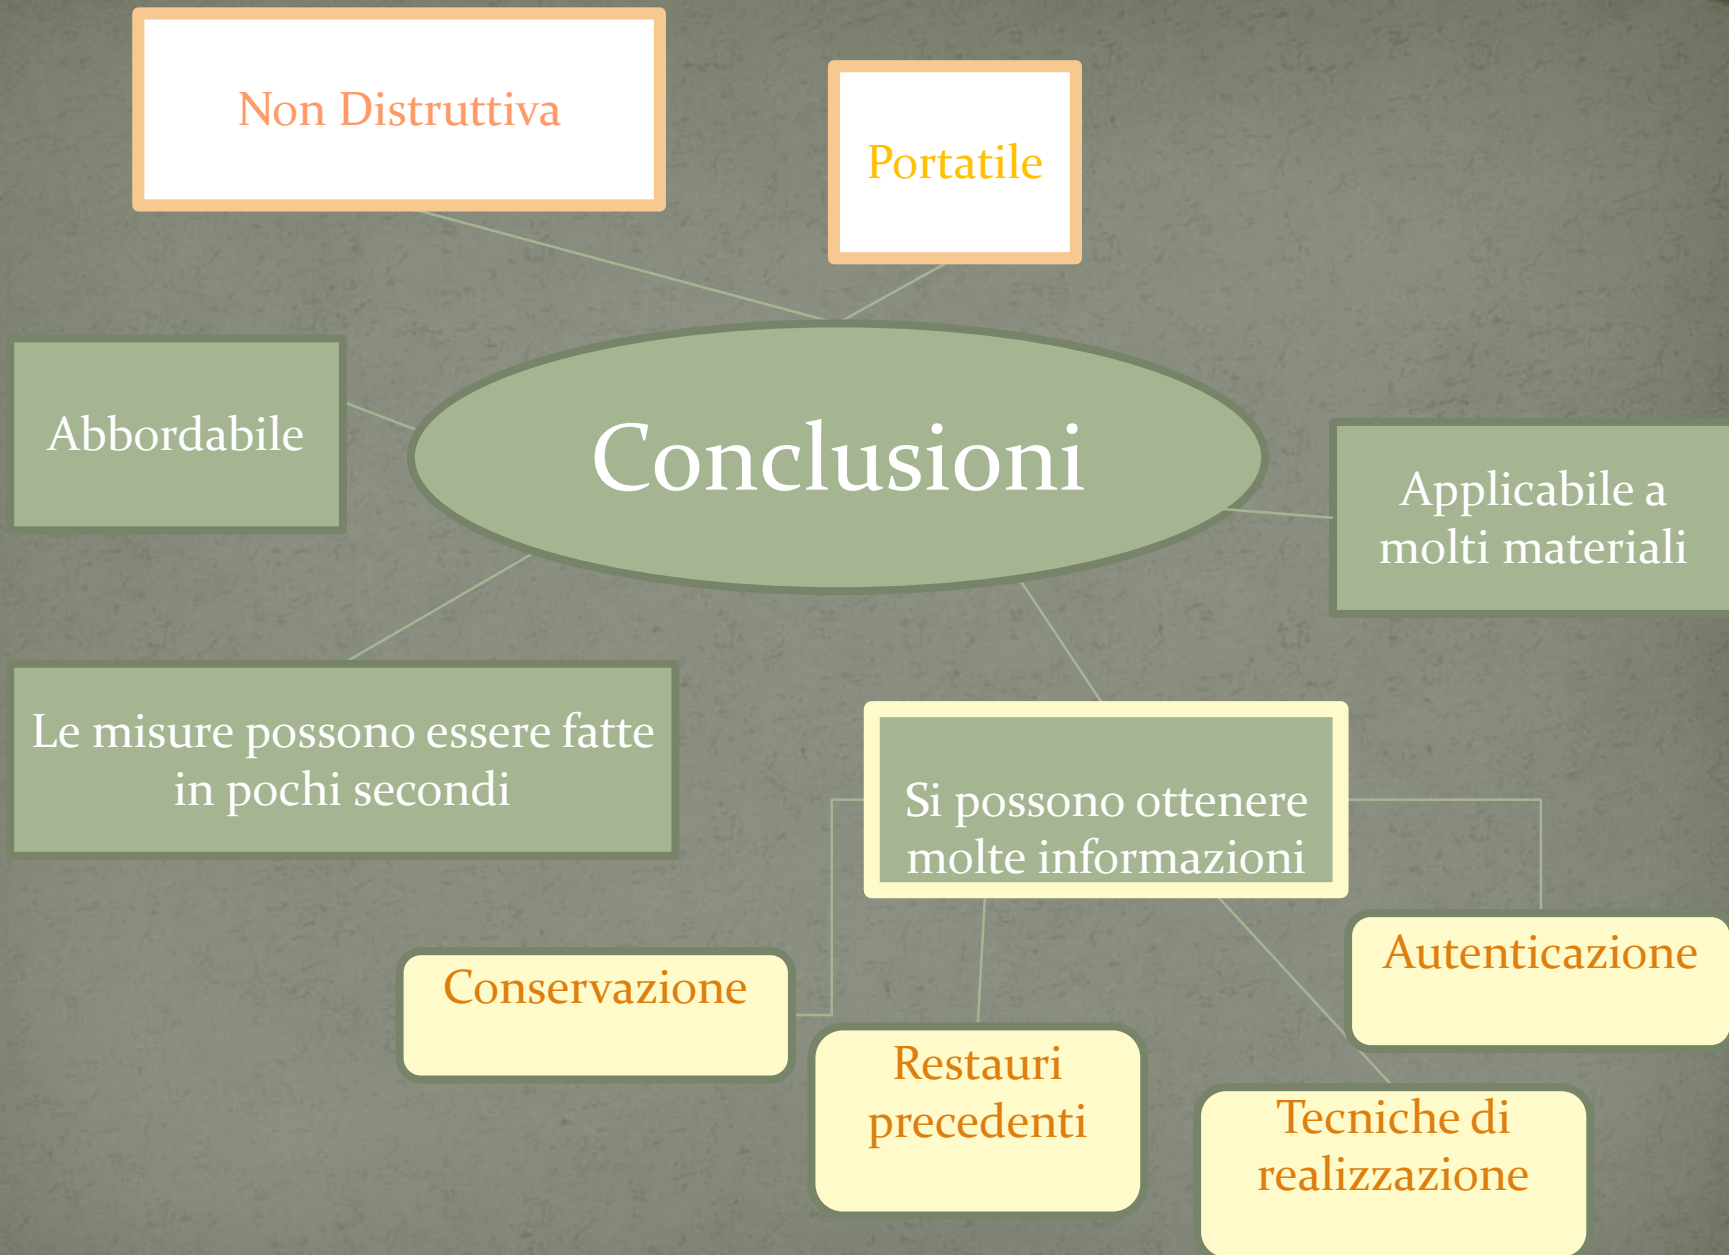 Non Distruttiva
Portatile
Abbordabile
Conclusioni
Applicabile a
molti materiali
Le misure possono essere fatte
in pochi secondi
Si possono ottenere
molte informazioni
Conservazione
Restauri
precedenti
Tecniche di
realizzazione
Autenticazione